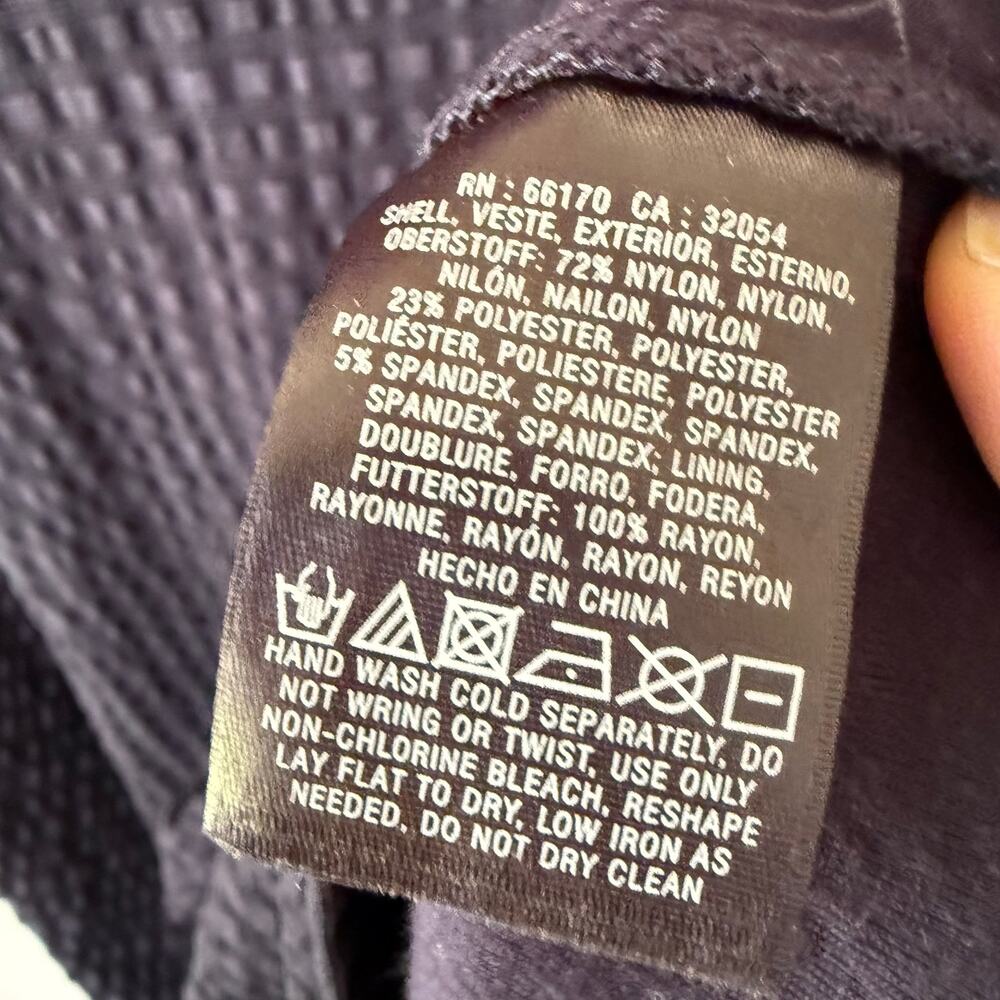 RN : 66170 CA : 32054
SHELL, VESTE, EXTERIOR, ESTERNO,
OBERSTOFF: 72% NYLON, NYLON,
NILÓN, NAILON, NYLON
23% POLYESTER, POLYESTER,
POLIÉSTER, POLIESTERE, POLYESTER
5% SPANDEX, SPANDEX, SPANDEX,
SPANDEX, SPANDEX; LINING,
DOUBLURE, FORRO, FODERA,
FUTTERSTOFF: 100% RAYON,
RAYONNE, RAYÓN, RAYON, REYON
HECHO EN CHINA
HAND WASH COLD SEPARATELY, DO
NOT WRING OR TWIST, USE ONLY
NON-CHLORINE BLEACH, RESHAPE
LAY FLAT TO DRY, LOW IRON AS
NEEDED, DO NOT DRY CLEAN